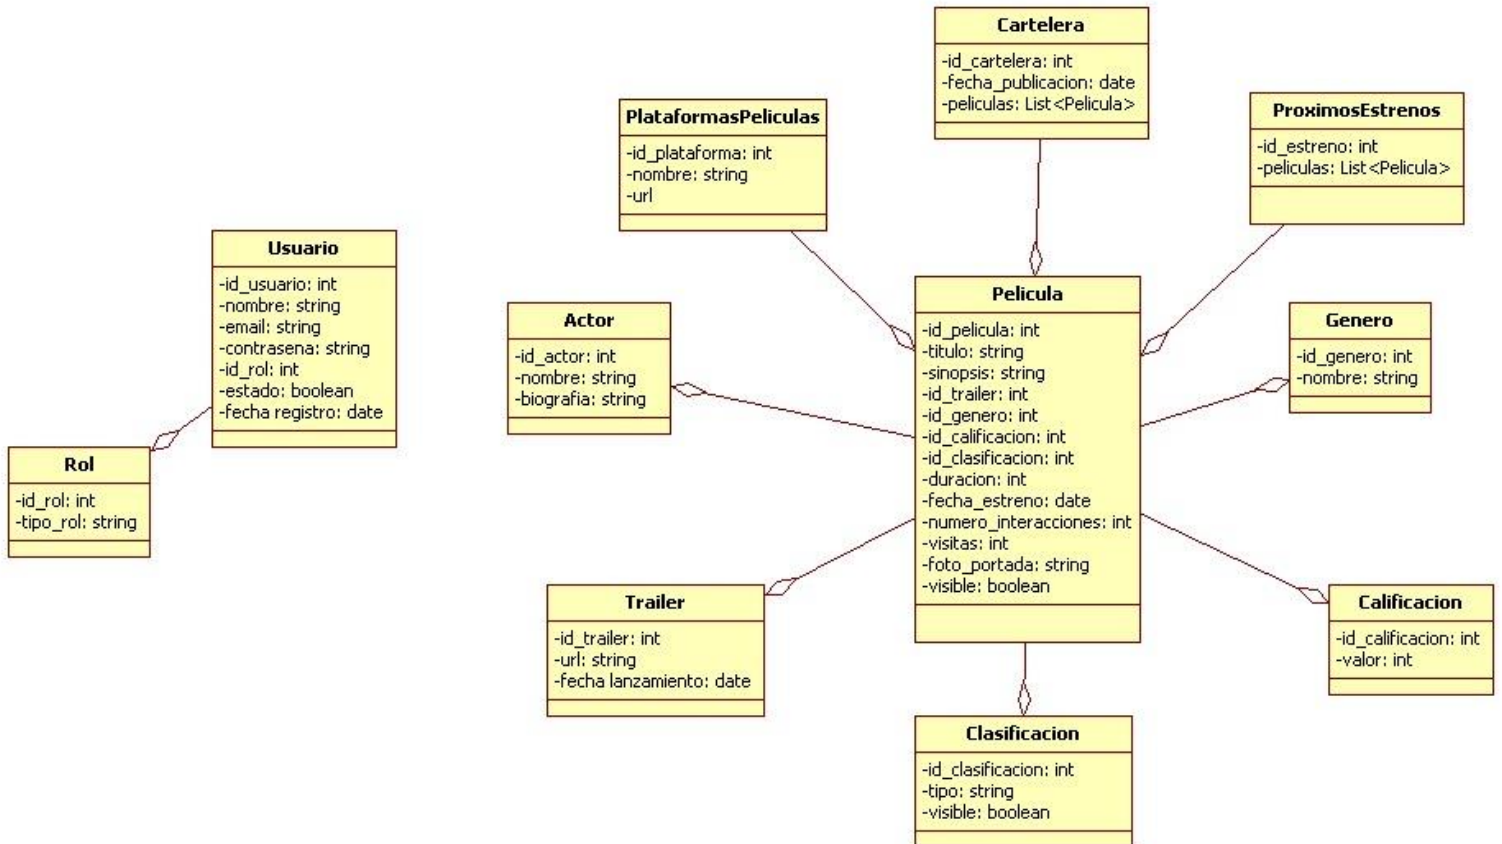 Cartelera
-id_cartelera: int
-fecha_publicacion: date
-peliculas: List<Pelicula>
PlataformasPeliculas
-id_plataforma: int
-nombre: string
-url
ProximosEstrenos
-id_estreno: int
-peliculas: List<Pelicula>
Usuario
-id_usuario: int
-nombre: string
-email: string
-contrasena: string
-id_rol: int
-estado: boolean
-fecha registro: date
Rol
-id_rol: int
-tipo_rol: string
Actor
-id_actor: int
-nombre: string
-biografia: string
Pelicula
-id_pelicula: int
-titulo: string
-sinopsis: string
-id_trailer: int
-id_genero: int
-id_calificacion: int
-id_clasificacion: int
-duracion: int
-fecha_estreno: date
-numero_interacciones: int
-visitas: int
-foto_portada: string
-visible: boolean
Genero
-id_genero: int
-nombre: string
Trailer
-id_trailer: int
-url: string
-fecha lanzamiento: date
Calificacion
-id_calificacion: int
-valor: int
Clasificacion
-id_clasificacion: int
-tipo: string
-visible: boolean